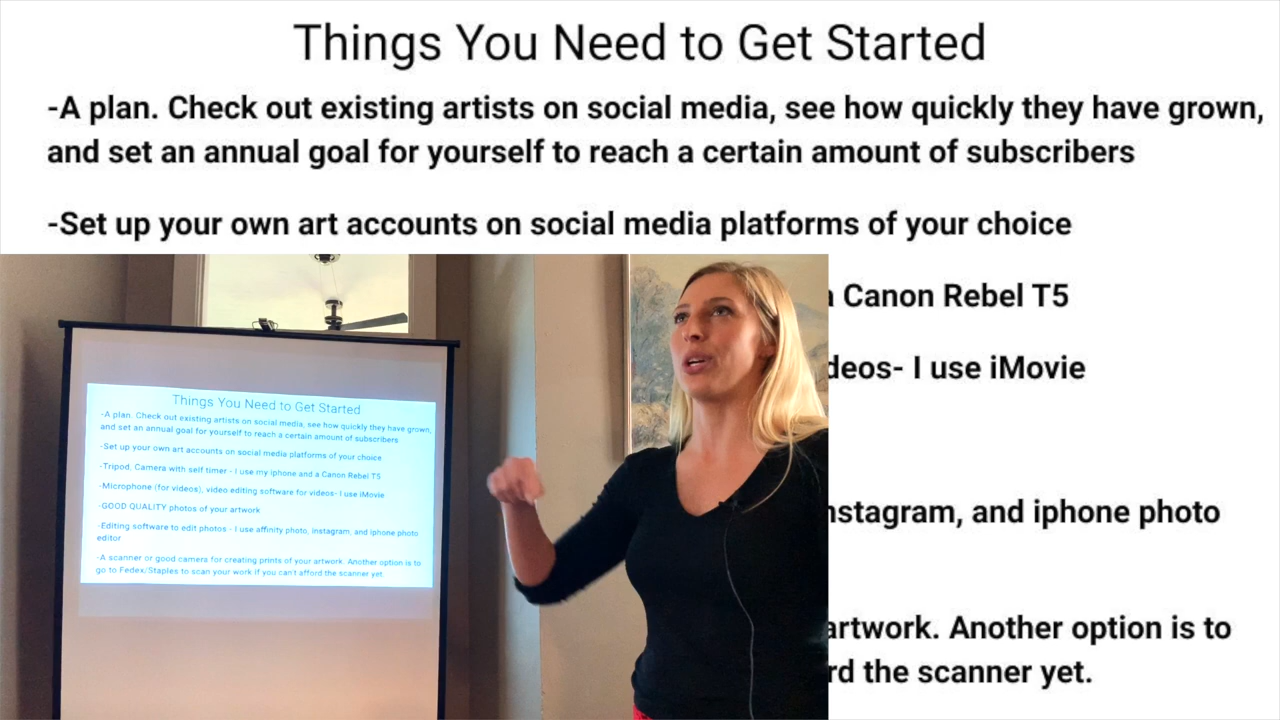 Things You Need to Get Started
-A plan. Check out existing artists on social media, see how quickly they have grown,
and set an annual goal for yourself to reach a certain amount of subscribers
-Set up your own art accounts on social media platforms of your choice
a Canon Rebel T5
deos- I use iMovie
nstagram, and iphone photo
artwork. Another option is to
rd the scanner yet.
Things You Need to Get Started
-A plan. Check out existing artists on social media, see how quickly they have grown,
and set an annual goal for yourself to reach a certain amount of subscribers
-Set up your own art accounts on social media platforms of your choice
-Tripod, Camera with self timer - I use my iphone and a Canon Rebel T5
-Microphone (for videos), video editing software for videos- I use iMovie
-GOOD QUALITY photos of your artwork
-Editing software to edit photos - I use affinity photo, instagram, and iphone photo
editor
-A scanner or good camera for creating prints of your artwork. Another option is to
go to Fedex/Staples to scan your work if you can't afford the scanner yet.